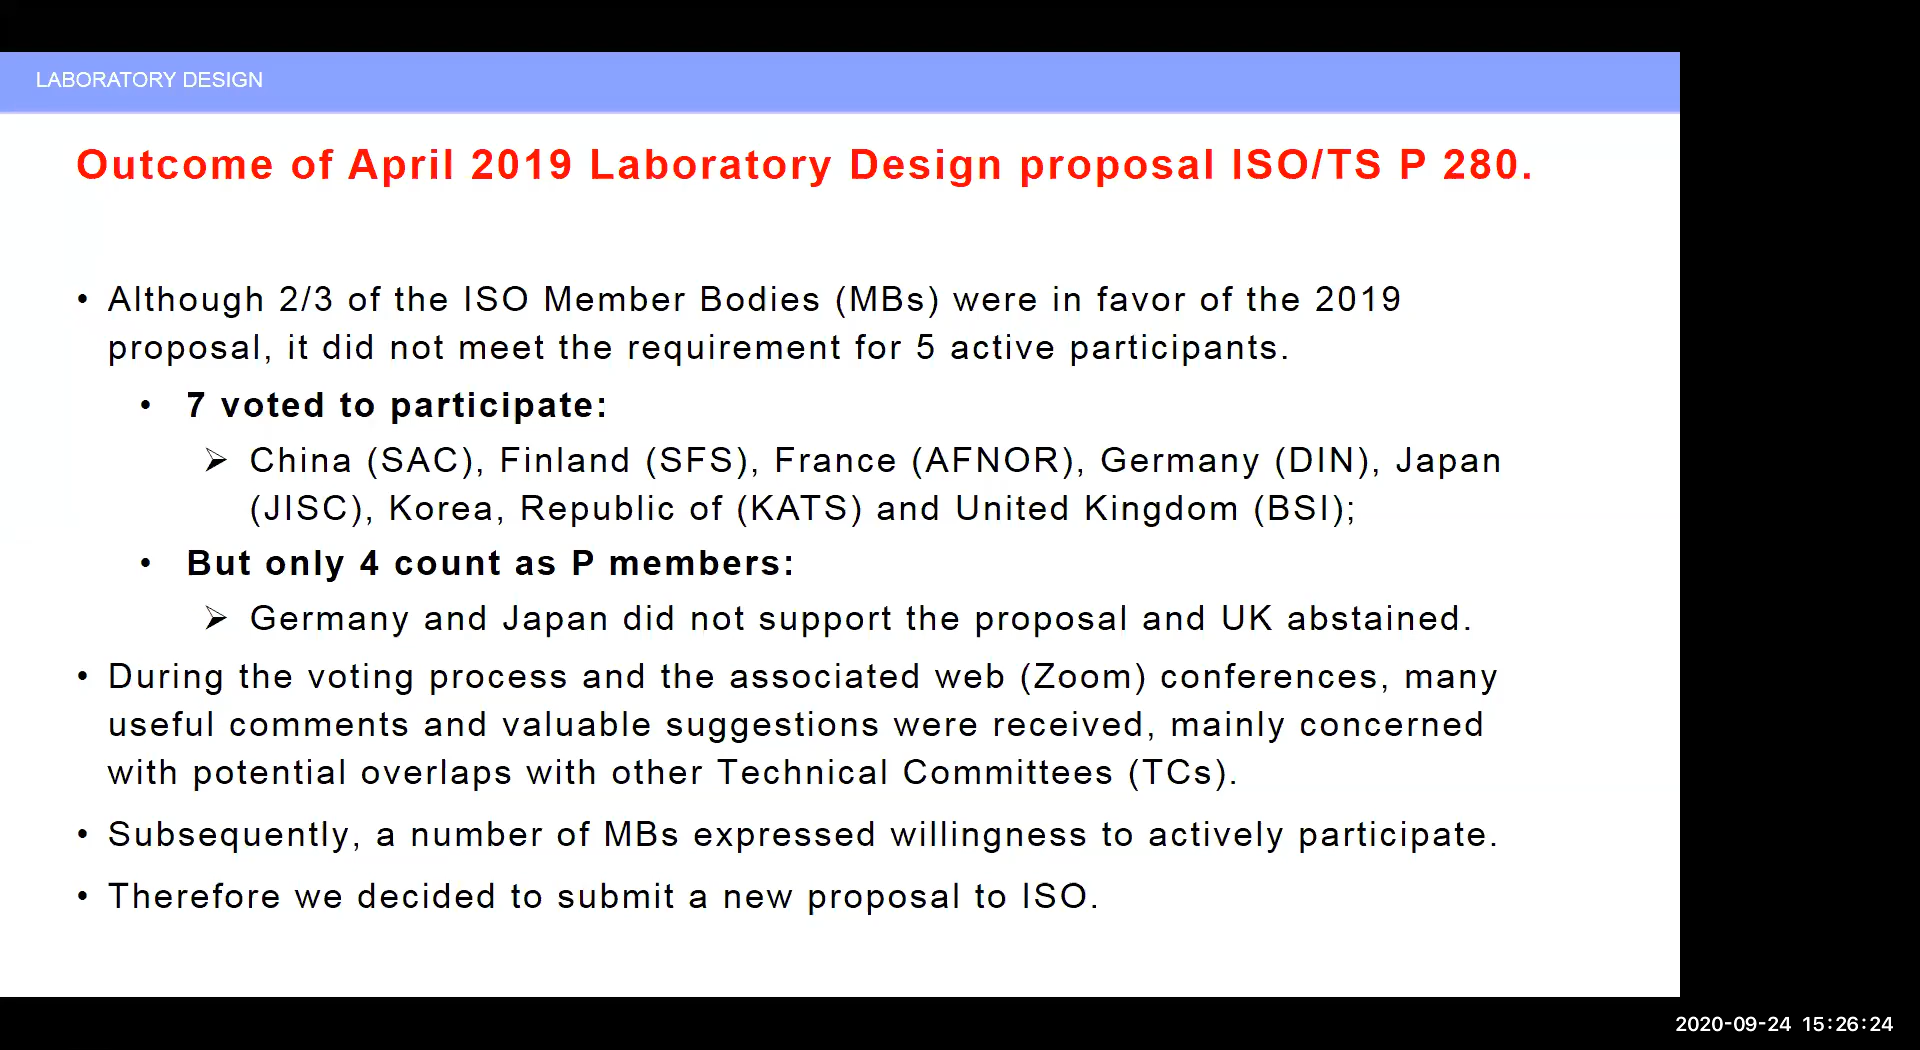 LABORATORY DESIGN
Outcome of April 2019 Laboratory Design proposal ISO/TS P 280.
• Although 2/3 of the ISO Member Bodies (MBs) were in favor of the 2019
proposal, it did not meet the requirement for 5 active participants.
• 7 voted to participate:
➢ China (SAC), Finland (SFS), France (AFNOR), Germany (DIN), Japan
(JISC), Korea, Republic of (KATS) and United Kingdom (BSI);
• But only 4 count as P members:
➢ Germany and Japan did not support the proposal and UK abstained.
• During the voting process and the associated web (Zoom) conferences, many
useful comments and valuable suggestions were received, mainly concerned
with potential overlaps with other Technical Committees (TCs).
• Subsequently, a number of MBs expressed willingness to actively participate.
• Therefore we decided to submit a new proposal to ISO.
2020-09-24 15:26:24